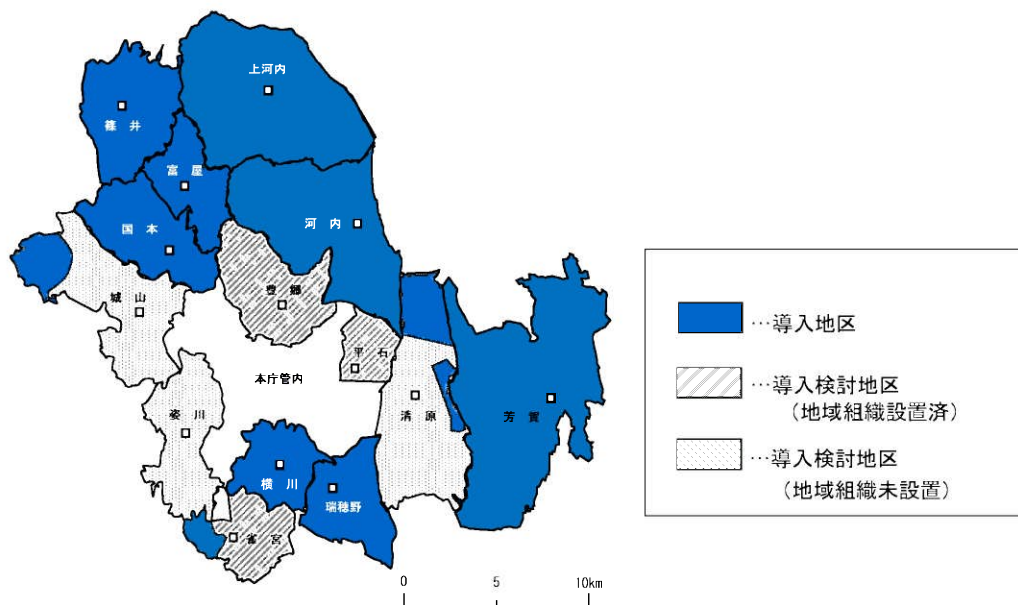 上河内
篠 井
富 屋
国 本
河 内
城 山
豊 郷
平 石
本庁管内
姿 川
清 原
芳 賀
横 川
瑞穂野
雀 宮
…導入地区
…導入検討地区
(地域組織設置済)
…導入検討地区
(地域組織未設置)
0 5 10km